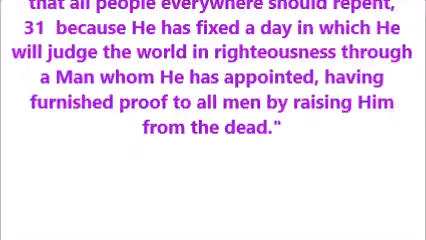 that all people everywhere should repent,
31  because He has fixed a day in which He
will judge the world in righteousness through
a Man whom He has appointed, having
furnished proof to all men by raising Him
from the dead."